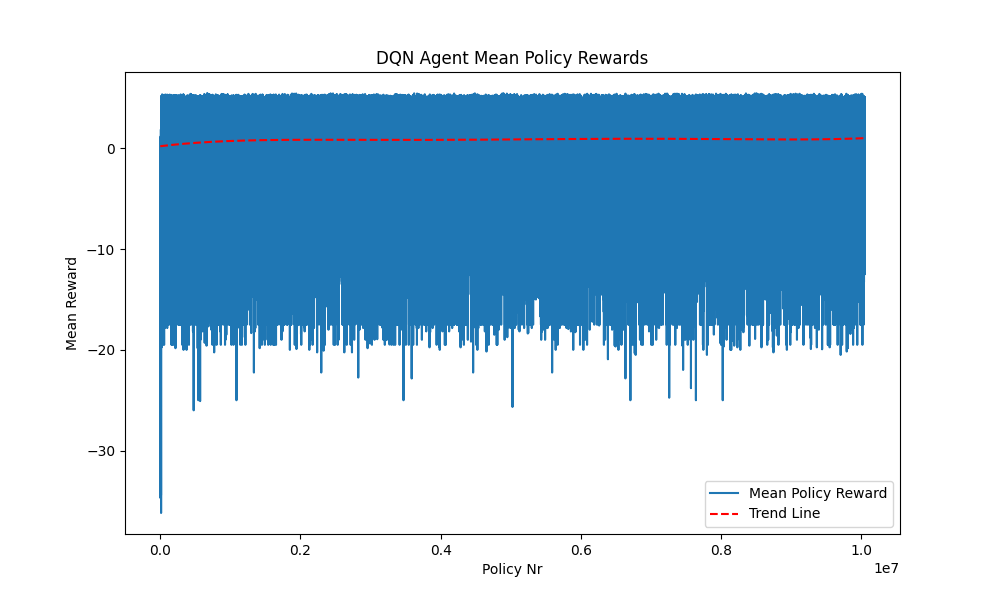 DQN Agent Mean Policy Rewards
Mean Reward
0
−10
−20
−30
0.0 0.2 0.4 0.6 0.8 1.0
1e7
Policy Nr
Mean Policy Reward
Trend Line